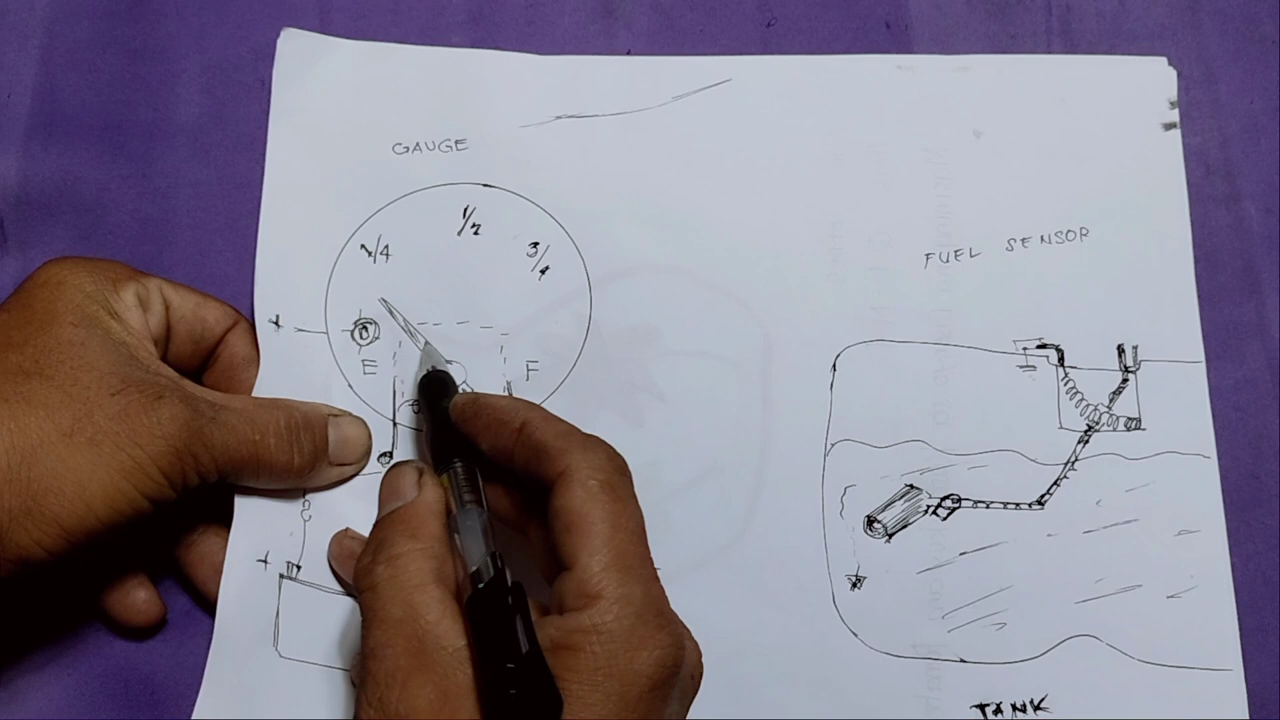 GAUGE
1/4
1/2
3/4
E
F
FUEL SENSOR
+
+
TANK